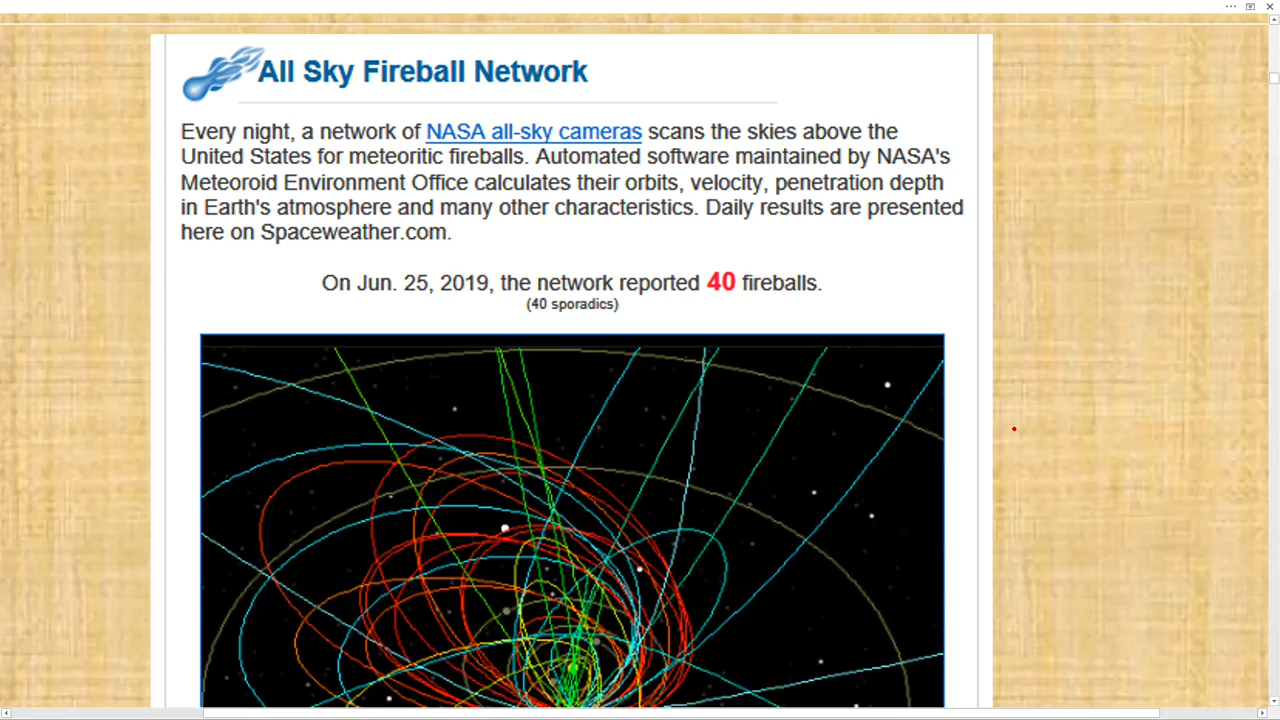 All Sky Fireball Network
Every night, a network of NASA all-sky cameras scans the skies above the
United States for meteoritic fireballs. Automated software maintained by NASA's
Meteoroid Environment Office calculates their orbits, velocity, penetration depth
in Earth's atmosphere and many other characteristics. Daily results are presented
here on Spaceweather.com.
On Jun. 25, 2019, the network reported 40 fireballs.
(40 sporadics)